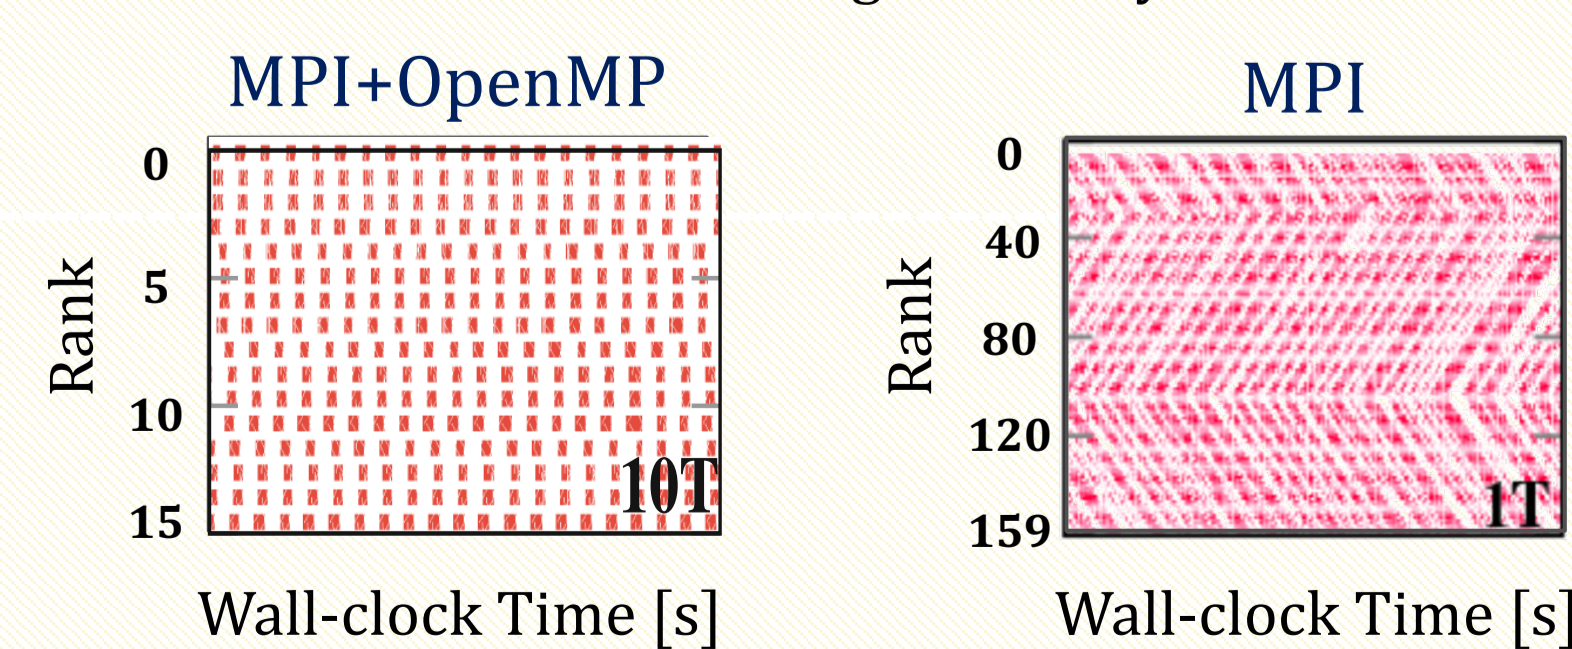 MPI+OpenMP
Rank
0
5
10
15
10T
Wall-clock Time [s]
MPI
Rank
0
40
80
120
159
1T
Wall-clock Time [s]